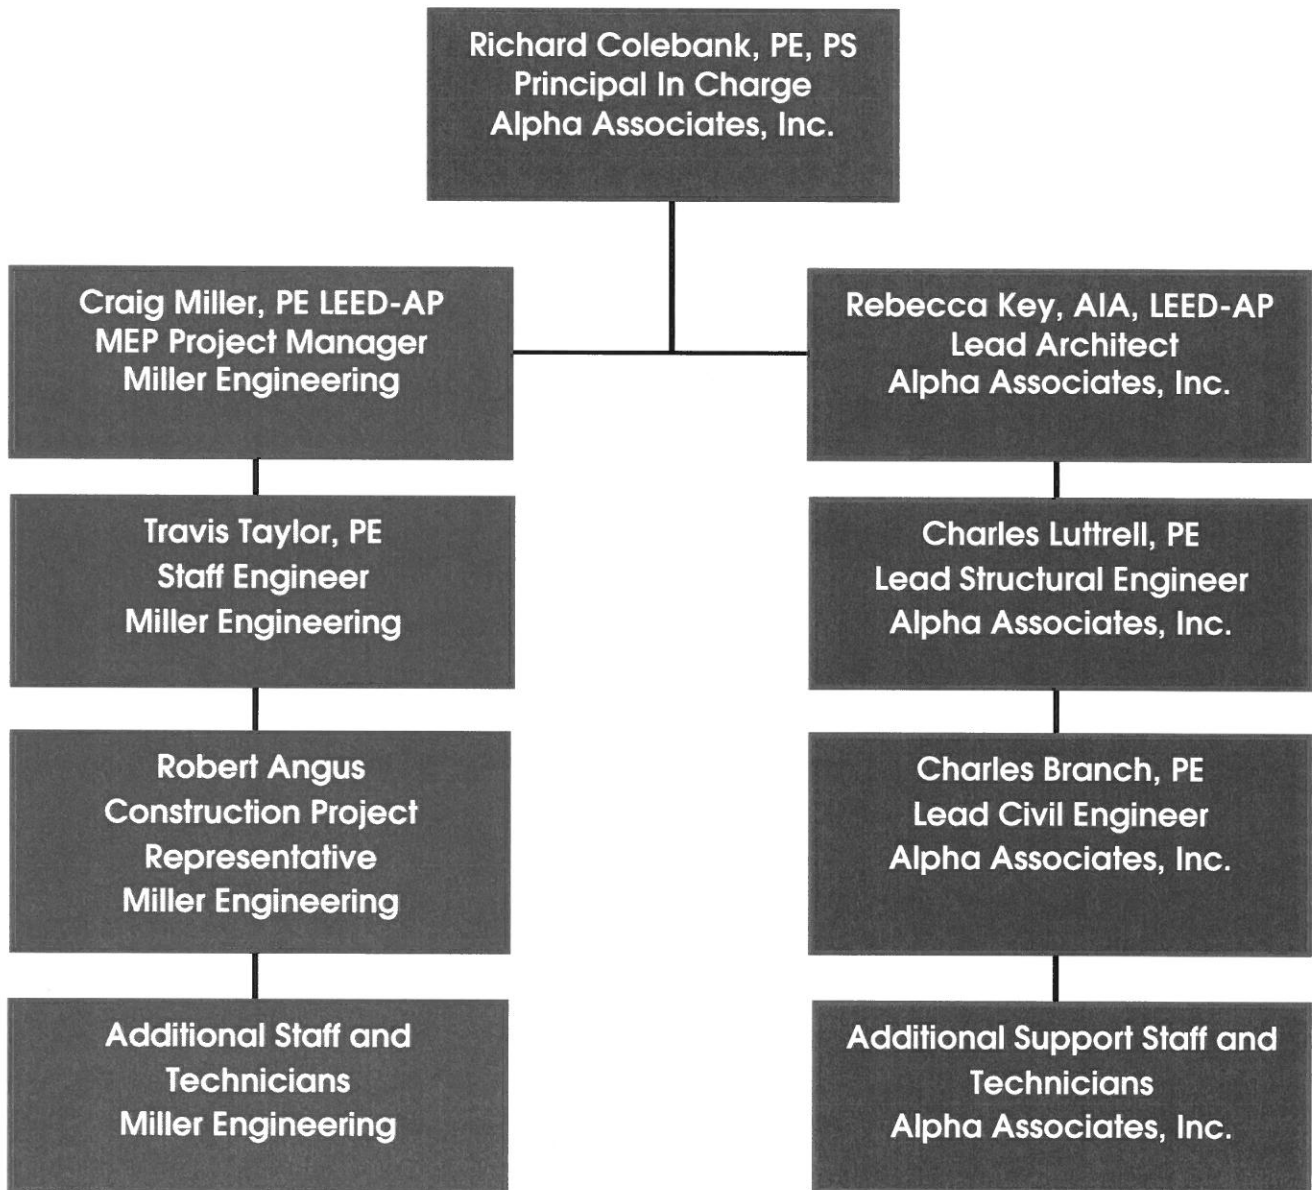 Richard Colebank, PE, PS
Principal In Charge
Alpha Associates, Inc.
Craig Miller, PE LEED-AP
MEP Project Manager
Miller Engineering
Rebecca Key, AIA, LEED-AP
Lead Architect
Alpha Associates, Inc.
Travis Taylor, PE
Staff Engineer
Miller Engineering
Charles Luttrell, PE
Lead Structural Engineer
Alpha Associates, Inc.
Robert Angus
Construction Project
Representative
Miller Engineering
Charles Branch, PE
Lead Civil Engineer
Alpha Associates, Inc.
Additional Staff and
Technicians
Miller Engineering
Additional Support Staff and
Technicians
Alpha Associates, Inc.